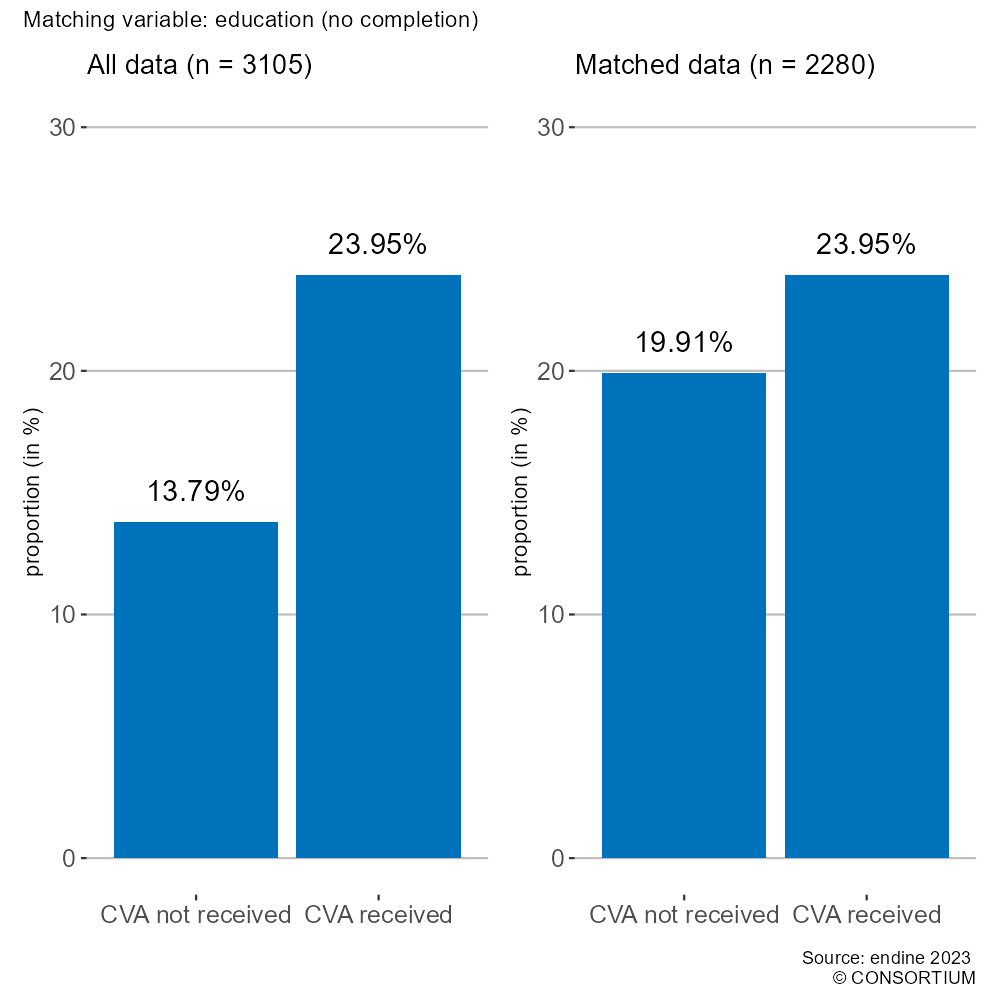 Matching variable: education (no completion)
All data (n = 3105)
30
20
10
0
proportion (in %)
13.79%
23.95%
CVA not received
CVA received
Matched data (n = 2280)
30
20
10
0
proportion (in %)
19.91%
23.95%
CVA not received
CVA received
Source: endine 2023
© CONSORTIUM